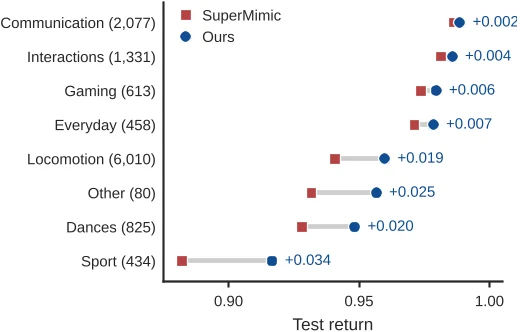 Communication (2,077)
SuperMimic
+0.002
Ours
Interactions (1,331)
+0.004
Gaming (613)
+0.006
Everyday (458)
+0.007
Locomotion (6,010)
+0.019
Other (80)
+0.025
Dances (825)
+0.020
Sport (434)
+0.034
0.90
0.95
1.00
Test return